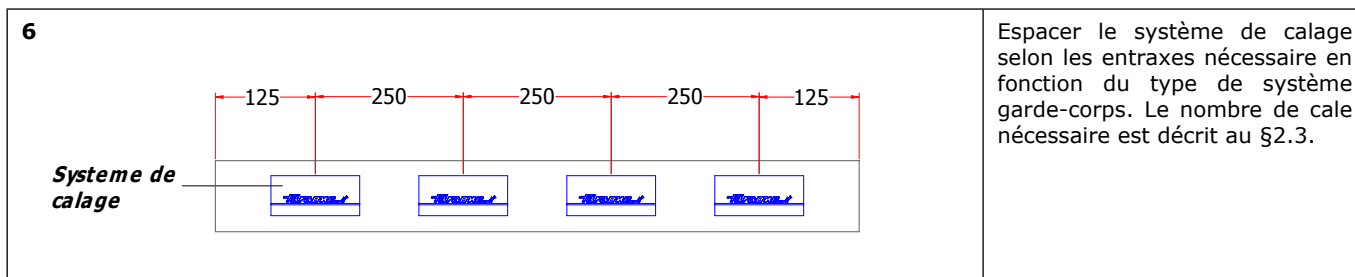 6
125 250 250 250 125
Systeme de
calage
Espacer le système de calage
selon les entraxes nécessaire en
fonction du type de système
garde-corps. Le nombre de cale
nécessaire est décrit au §2.3.